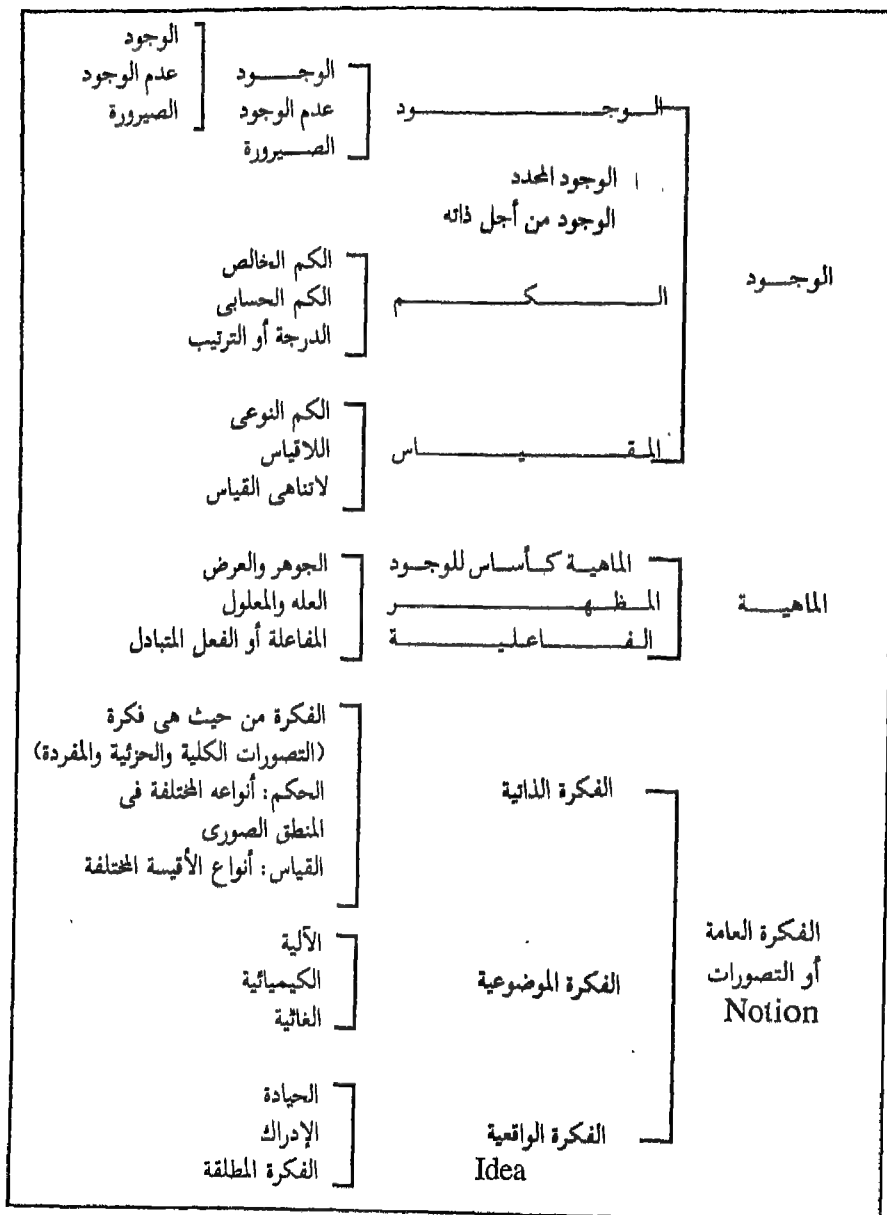 الوجود
عدم الوجود
الصيرورة
الوجود
الوجود
الوجود
عدم الوجود
الصيرورة
الوجود المحدد
الوجود من أجل ذاته
الكم
الكم الخالص
الكم الحسابى
الدرجة أو الترتيب
المقياس
الكم النوعى
اللاقياس
لاتناهى القياس
الماهية
الماهية كأساس للوجود
المظهر
الفاعلية
الجوهر والعرض
العله والمعلول
المفاعلة أو الفعل المتبادل
الفكرة العامة
أو التصورات
Notion
الفكرة الذاتية
الفكرة من حيث هى فكرة
(التصورات الكلية والحزئية والمفردة)
الحكم: أنواعه المختلفة فى
المنطق الصورى
القياس: أنواع الأقيسة المختلفة
الفكرة الموضوعية
الآلية
الكيميائية
الغائية
الفكرة الواقعية
Idea
الحيادة
الإدراك
الفكرة المطلقة